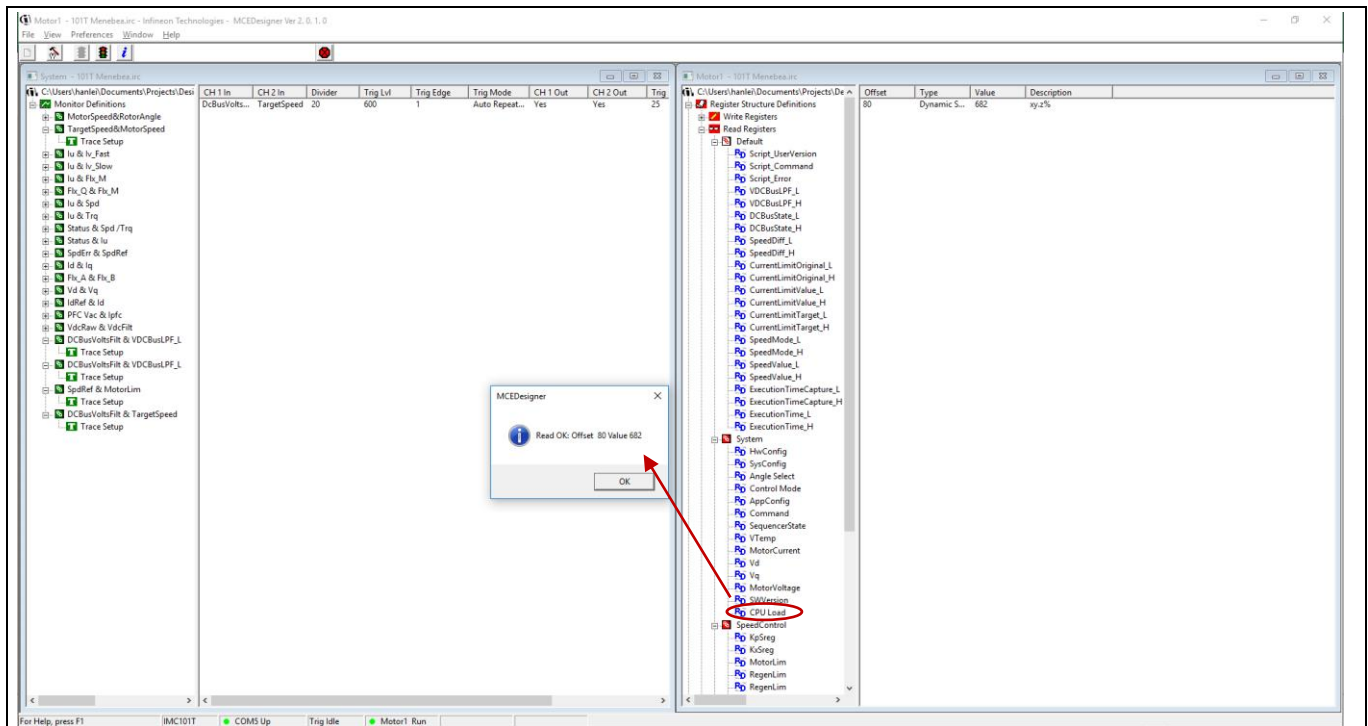 Motor1 - 101T Menebea.irc - Infineon Technologies - MCEDesigner Ver 2. 0. 1. 0
File View Preferences Window Help
System - 101T Menebea.irc
C:\Users\hanlei\Documents\Projects\Desi
CH 1 In CH 2 In Divider Trig Lvl Trig Edge Trig Mode CH 1 Out CH 2 Out Trig
DcBusVolts... TargetSpeed 20 600 1 Auto Repeat... Yes Yes 25
Monitor Definitions
MotorSpeed&RotorAngle
TargetSpeed&MotorSpeed
Trace Setup
Iu & Iv_Fast
Iu & Iv_Slow
Iu & Flx_M
Flx_Q & Flx_M
Iu & Spd
Iu & Trq
Status & Spd /Trq
Status & Iu
SpdErr & SpdRef
Id & Iq
Flx_A & Flx_B
Vd & Vq
IdRef & Id
PFC Vac & Ipfc
VdcRaw & VdcFilt
DCBusVoltsFilt & VDCBusLPF_L
Trace Setup
DCBusVoltsFilt & VDCBusLPF_L
Trace Setup
SpdRef & MotorLim
Trace Setup
DCBusVoltsFilt & TargetSpeed
Trace Setup
MCEDesigner
Read OK: Offset 80 Value 682
OK
Motor1 - 101T Menebea.irc
C:\Users\hanlei\Documents\Projects\De
Offset Type Value Description
80 Dynamic S... 682 xy.z%
Register Structure Definitions
Write Registers
Read Registers
Default
Script_UserVersion
Script_Command
Script_Error
VDCBusLPF_L
VDCBusLPF_H
DCBusState_L
DCBusState_H
SpeedDiff_L
SpeedDiff_H
CurrentLimitOriginal_L
CurrentLimitOriginal_H
CurrentLimitValue_L
CurrentLimitValue_H
CurrentLimitTarget_L
CurrentLimitTarget_H
SpeedMode_L
SpeedMode_H
SpeedValue_L
SpeedValue_H
ExecutionTimeCapture_L
ExecutionTimeCapture_H
ExecutionTime_L
ExecutionTime_H
System
HwConfig
SysConfig
Angle Select
Control Mode
AppConfig
Command
SequencerState
VTemp
MotorCurrent
Vd
Vq
MotorVoltage
SWVersion
CPU Load
SpeedControl
KpSreg
KxSreg
MotorLim
RegenLim
RegenLim
For Help, press F1 IMC101T COM5 Up Trig Idle Motor1 Run